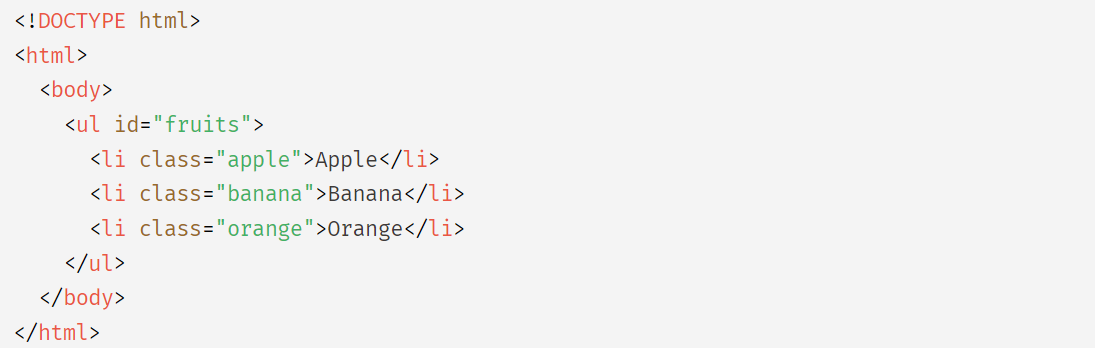 <!DOCTYPE html>
<html>
  <body>
    <ul id="fruits">
      <li class="apple">Apple</li>
      <li class="banana">Banana</li>
      <li class="orange">Orange</li>
    </ul>
  </body>
</html>